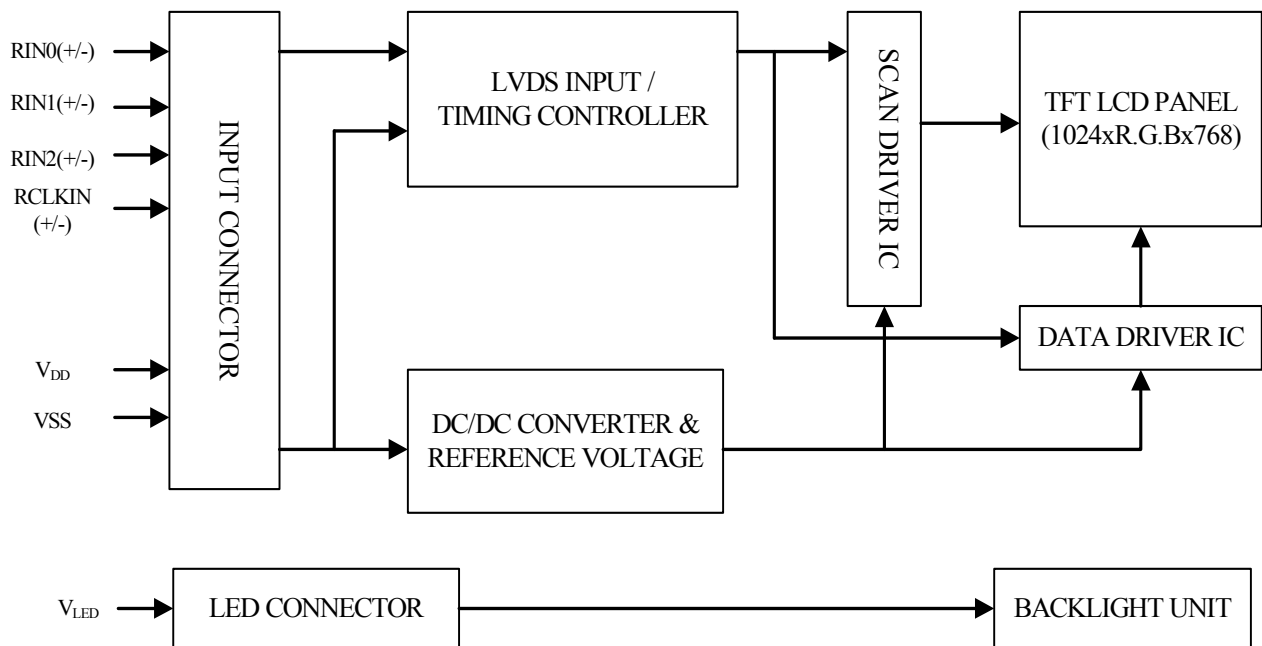 RIN0(+/-)
RIN1(+/-)
RIN2(+/-)
RCLKIN
(+/-)
VDD
VSS
INPUT CONNECTOR
LVDS INPUT /
TIMING CONTROLLER
DC/DC CONVERTER &
REFERENCE VOLTAGE
SCAN DRIVER IC
TFT LCD PANEL
(1024xR.G.Bx768)
DATA DRIVER IC
VLED
LED CONNECTOR
BACKLIGHT UNIT